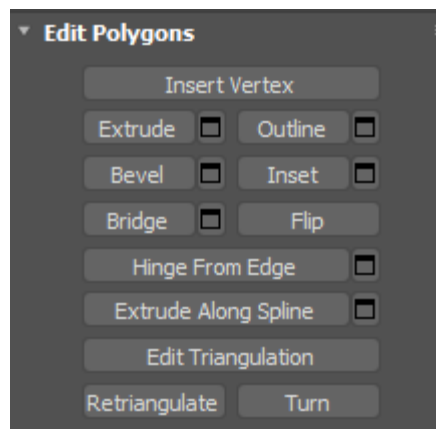 Edit Polygons
Insert Vertex
Extrude Outline
Bevel Inset
Bridge Flip
Hinge From Edge
Extrude Along Spline
Edit Triangulation
Retriangulate Turn